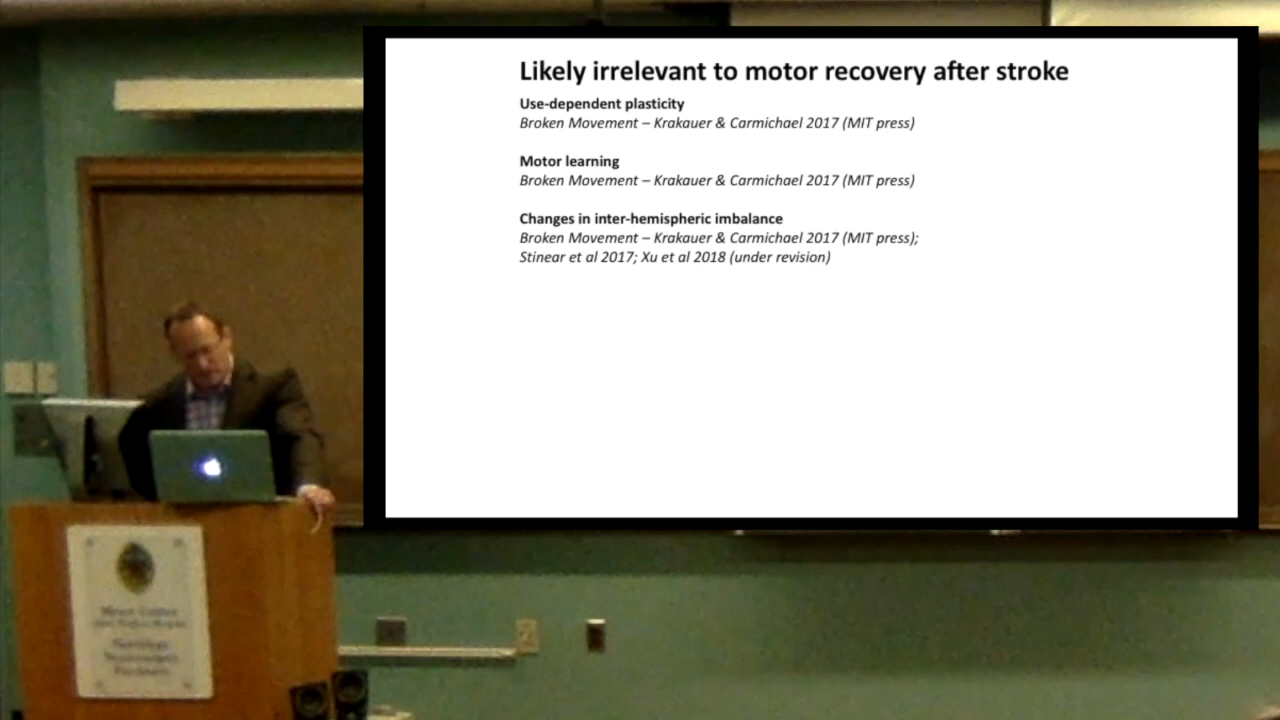 Likely irrelevant to motor recovery after stroke
Use-dependent plasticity
Broken Movement – Krakauer & Carmichael 2017 (MIT press)
Motor learning
Broken Movement – Krakauer & Carmichael 2017 (MIT press)
Changes in inter-hemispheric imbalance
Broken Movement – Krakauer & Carmichael 2017 (MIT press);
Stinear et al 2017; Xu et al 2018 (under revision)